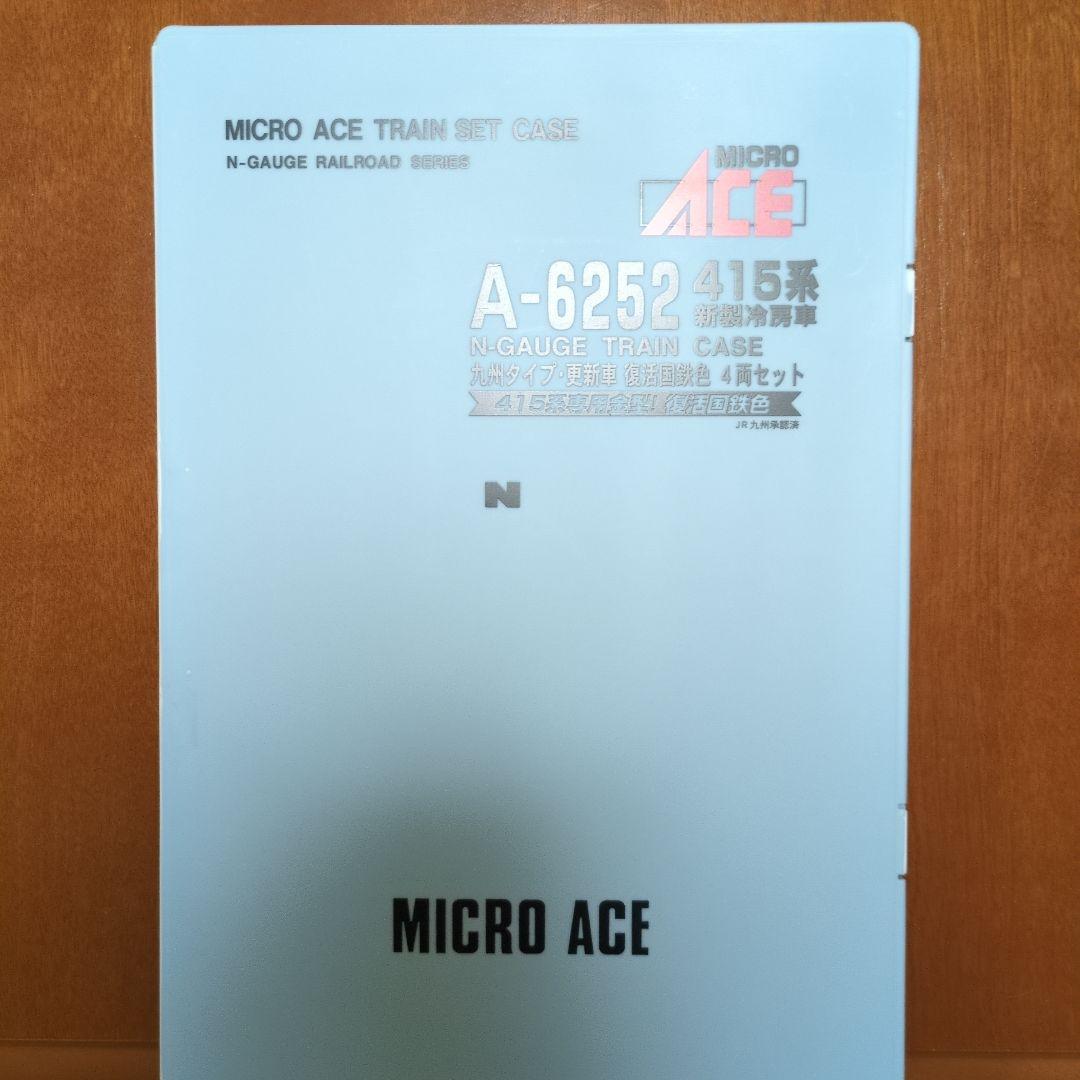 MICRO ACE TRAIN SET CASE
N-GAUGE RAILROAD SERIES
MICRO
ACE
A-6252 415系
新製冷房車
N-GAUGE TRAIN CASE
九州タイプ・更新車 復活国鉄色 4両セット
415系専用金型! 復活国鉄色
JR九州承認済
N
MICRO ACE